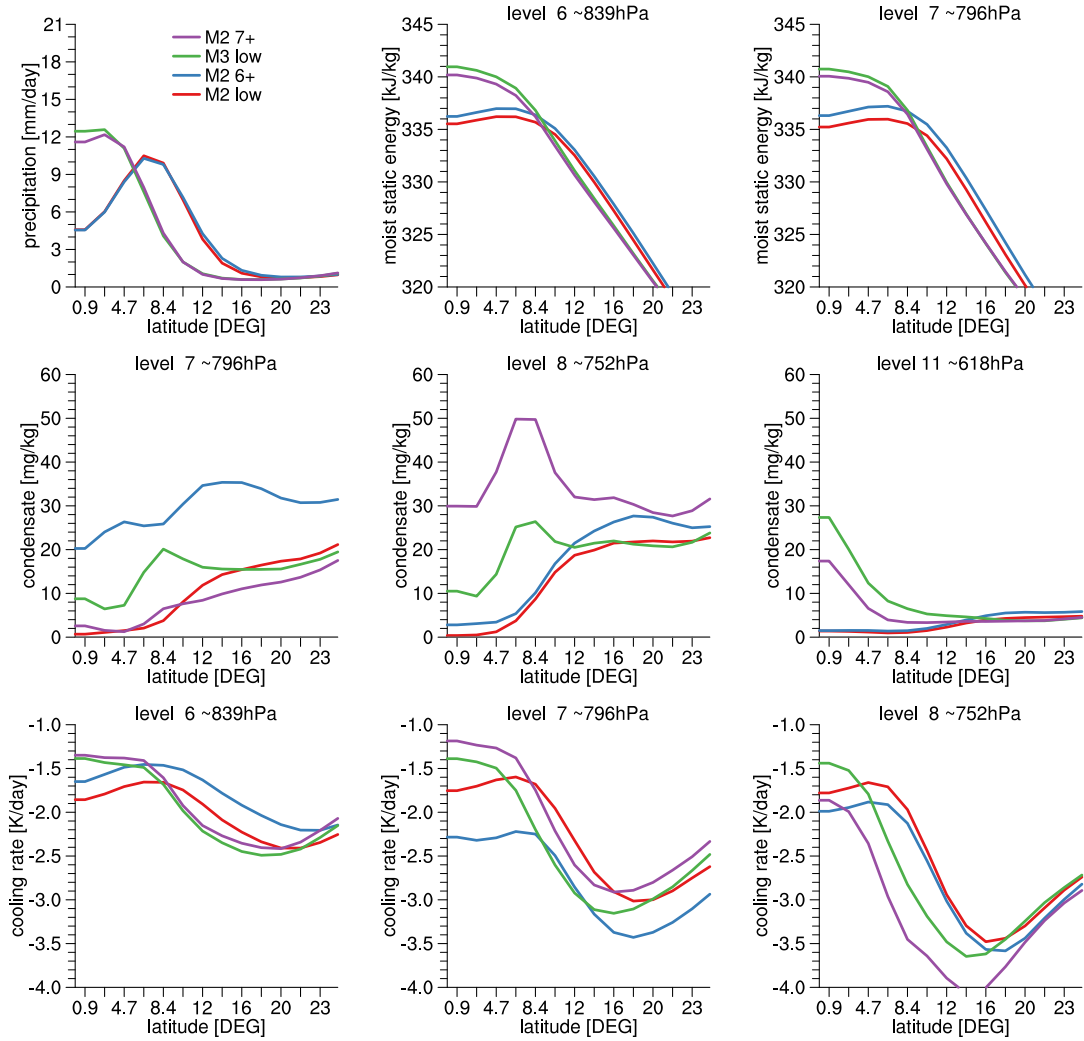 21
18
15
12
9
6
3
0
precipitation [mm/day]
M2 7+
M3 low
M2 6+
M2 low
0.9 4.7 8.4 12 16 20 23
latitude [DEG]
level 6 ~839hPa
345
340
335
330
325
320
moist static energy [kJ/kg]
0.9 4.7 8.4 12 16 20 23
latitude [DEG]
level 7 ~796hPa
345
340
335
330
325
320
moist static energy [kJ/kg]
0.9 4.7 8.4 12 16 20 23
latitude [DEG]
level 7 ~796hPa
60
50
40
30
20
10
0
condensate [mg/kg]
0.9 4.7 8.4 12 16 20 23
latitude [DEG]
level 8 ~752hPa
60
50
40
30
20
10
0
condensate [mg/kg]
0.9 4.7 8.4 12 16 20 23
latitude [DEG]
level 11 ~618hPa
60
50
40
30
20
10
0
condensate [mg/kg]
0.9 4.7 8.4 12 16 20 23
latitude [DEG]
level 6 ~839hPa
-1.0
-1.5
-2.0
-2.5
-3.0
-3.5
-4.0
cooling rate [K/day]
0.9 4.7 8.4 12 16 20 23
latitude [DEG]
level 7 ~796hPa
-1.0
-1.5
-2.0
-2.5
-3.0
-3.5
-4.0
cooling rate [K/day]
0.9 4.7 8.4 12 16 20 23
latitude [DEG]
level 8 ~752hPa
-1.0
-1.5
-2.0
-2.5
-3.0
-3.5
-4.0
cooling rate [K/day]
0.9 4.7 8.4 12 16 20 23
latitude [DEG]